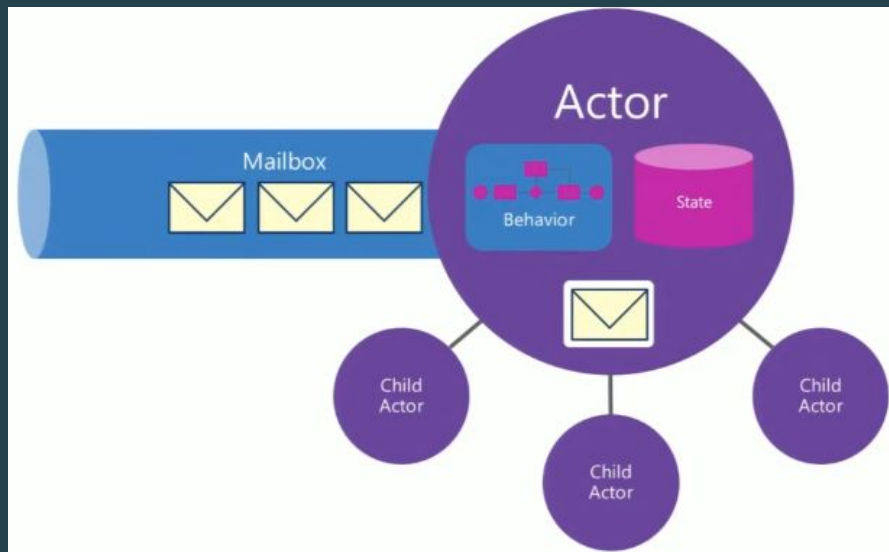 Actor
Mailbox
Behavior
State
Child
Actor
Child
Actor
Child
Actor